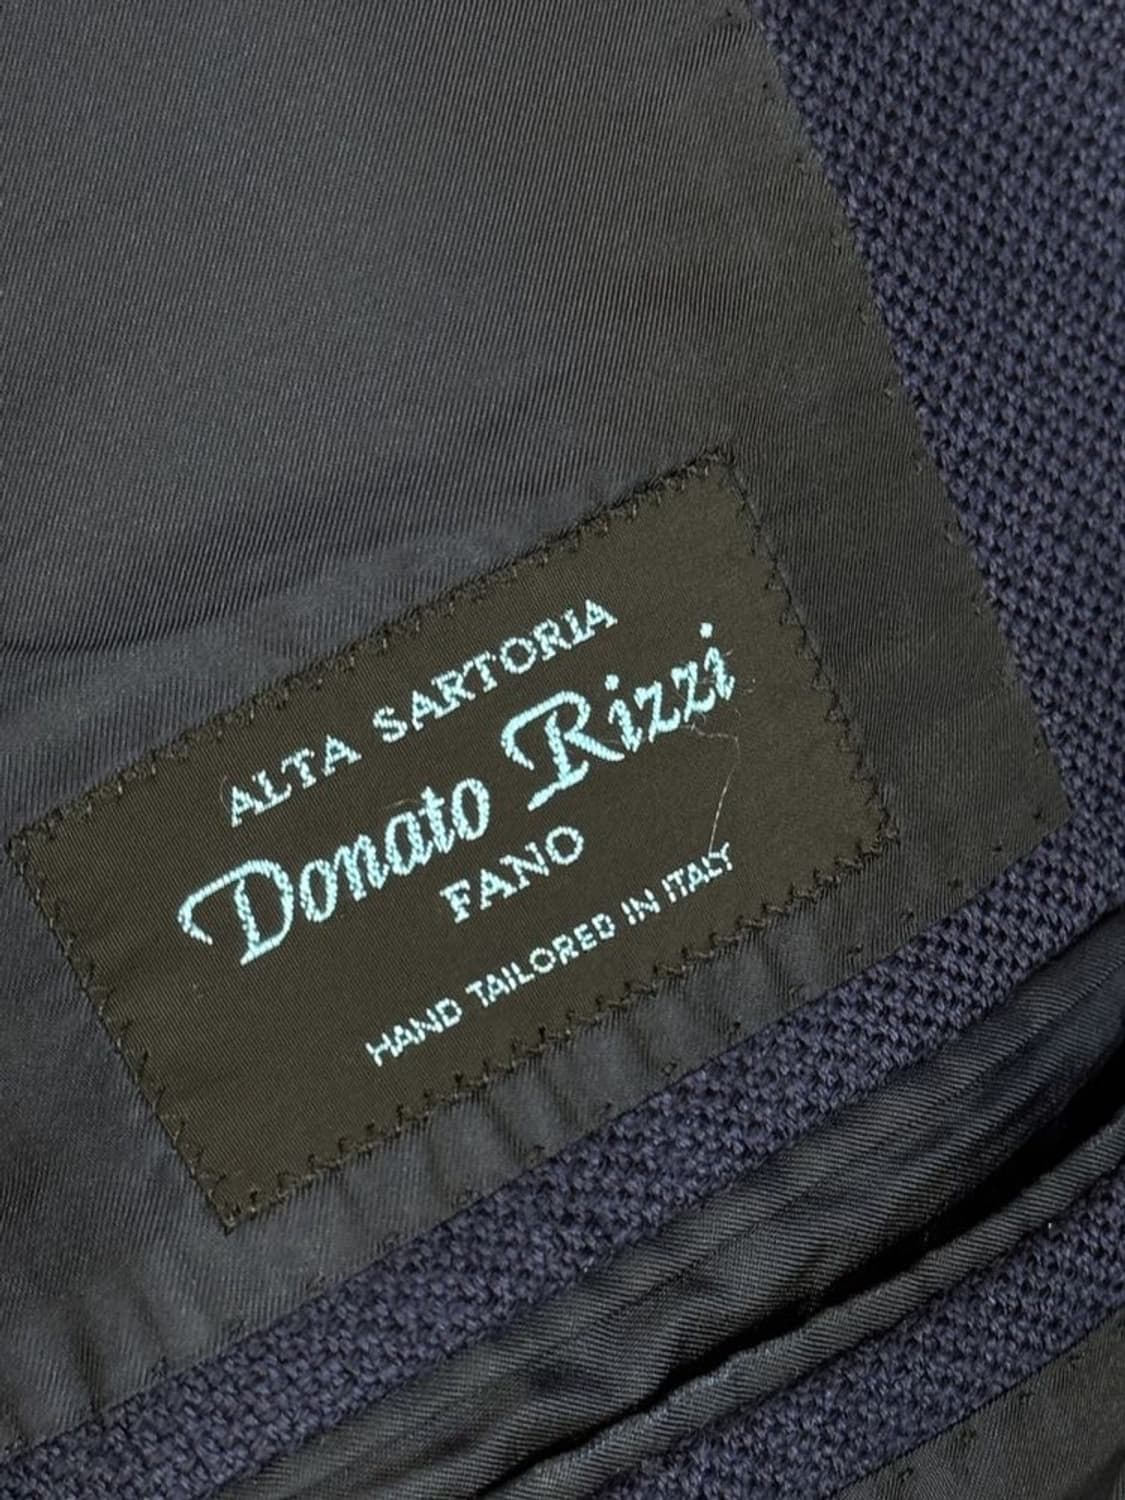 ALTA SARTORIA
Donato Rizzi
FANO
HAND TAILORED IN ITALY